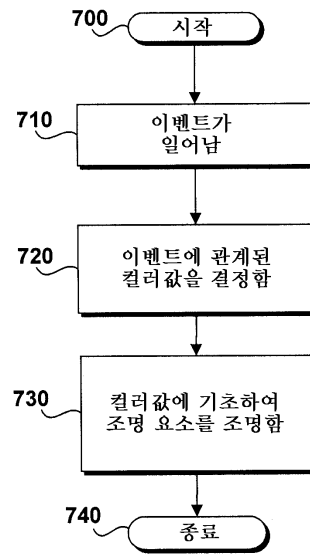 700
시작
710
이벤트가
일어남
720
이벤트에 관계된
컬러값을 결정함
730
컬러값에 기초하여
조명 요소를 조명함
740
종료